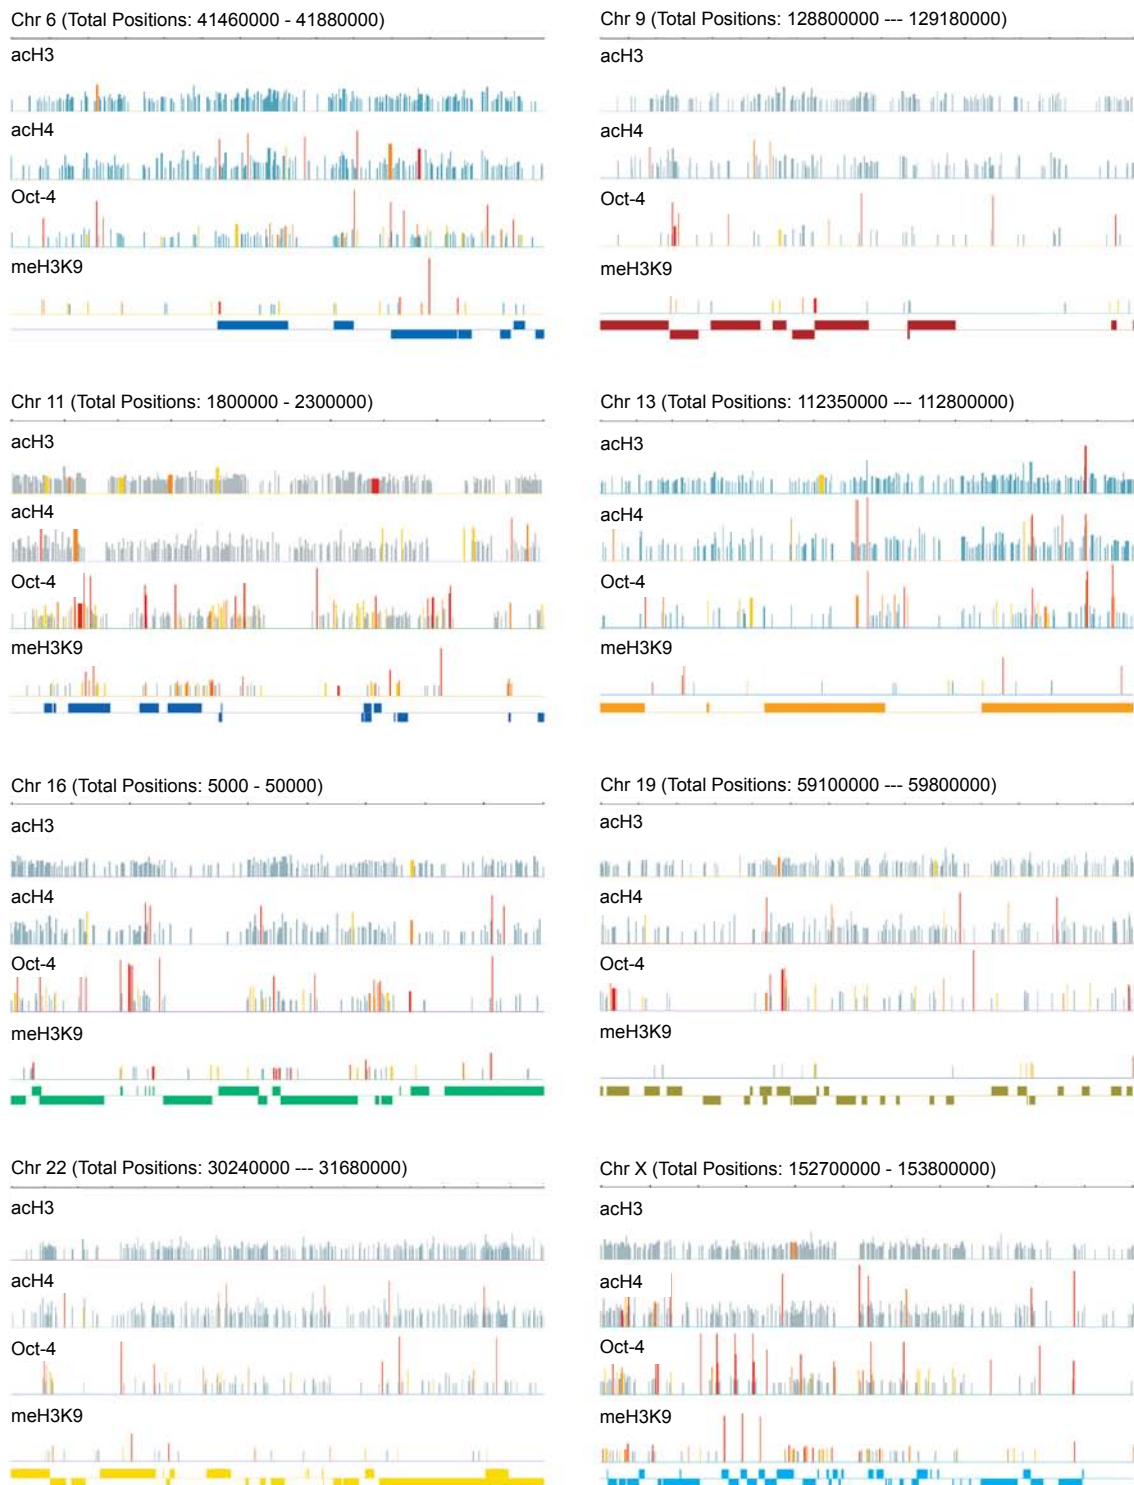 Chr 6 (Total Positions: 41460000 - 41880000)
acH3
acH4
Oct-4
meH3K9
Chr 9 (Total Positions: 128800000 --- 129180000)
acH3
acH4
Oct-4
meH3K9
Chr 11 (Total Positions: 1800000 - 2300000)
acH3
acH4
Oct-4
meH3K9
Chr 13 (Total Positions: 112350000 --- 112800000)
acH3
acH4
Oct-4
meH3K9
Chr 16 (Total Positions: 5000 - 50000)
acH3
acH4
Oct-4
meH3K9
Chr 19 (Total Positions: 59100000 --- 59800000)
acH3
acH4
Oct-4
meH3K9
Chr 22 (Total Positions: 30240000 --- 31680000)
acH3
acH4
Oct-4
meH3K9
Chr X (Total Positions: 152700000 - 153800000)
acH3
acH4
Oct-4
meH3K9